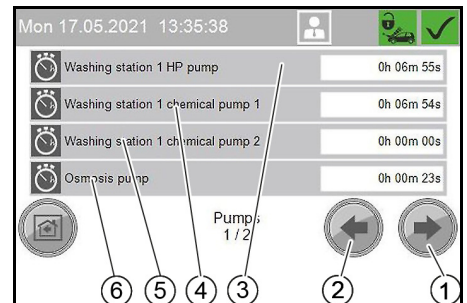 Mon 17.05.2021 13:35:38
Washing station 1 HP pump 0h 06m 55s
Washing station 1 chemical pump 1 0h 06m 54s
Washing station 1 chemical pump 2 0h 00m 00s
Osmosis pump 0h 00m 23s
Pumps
1 / 2
6 5 4 3 2 1